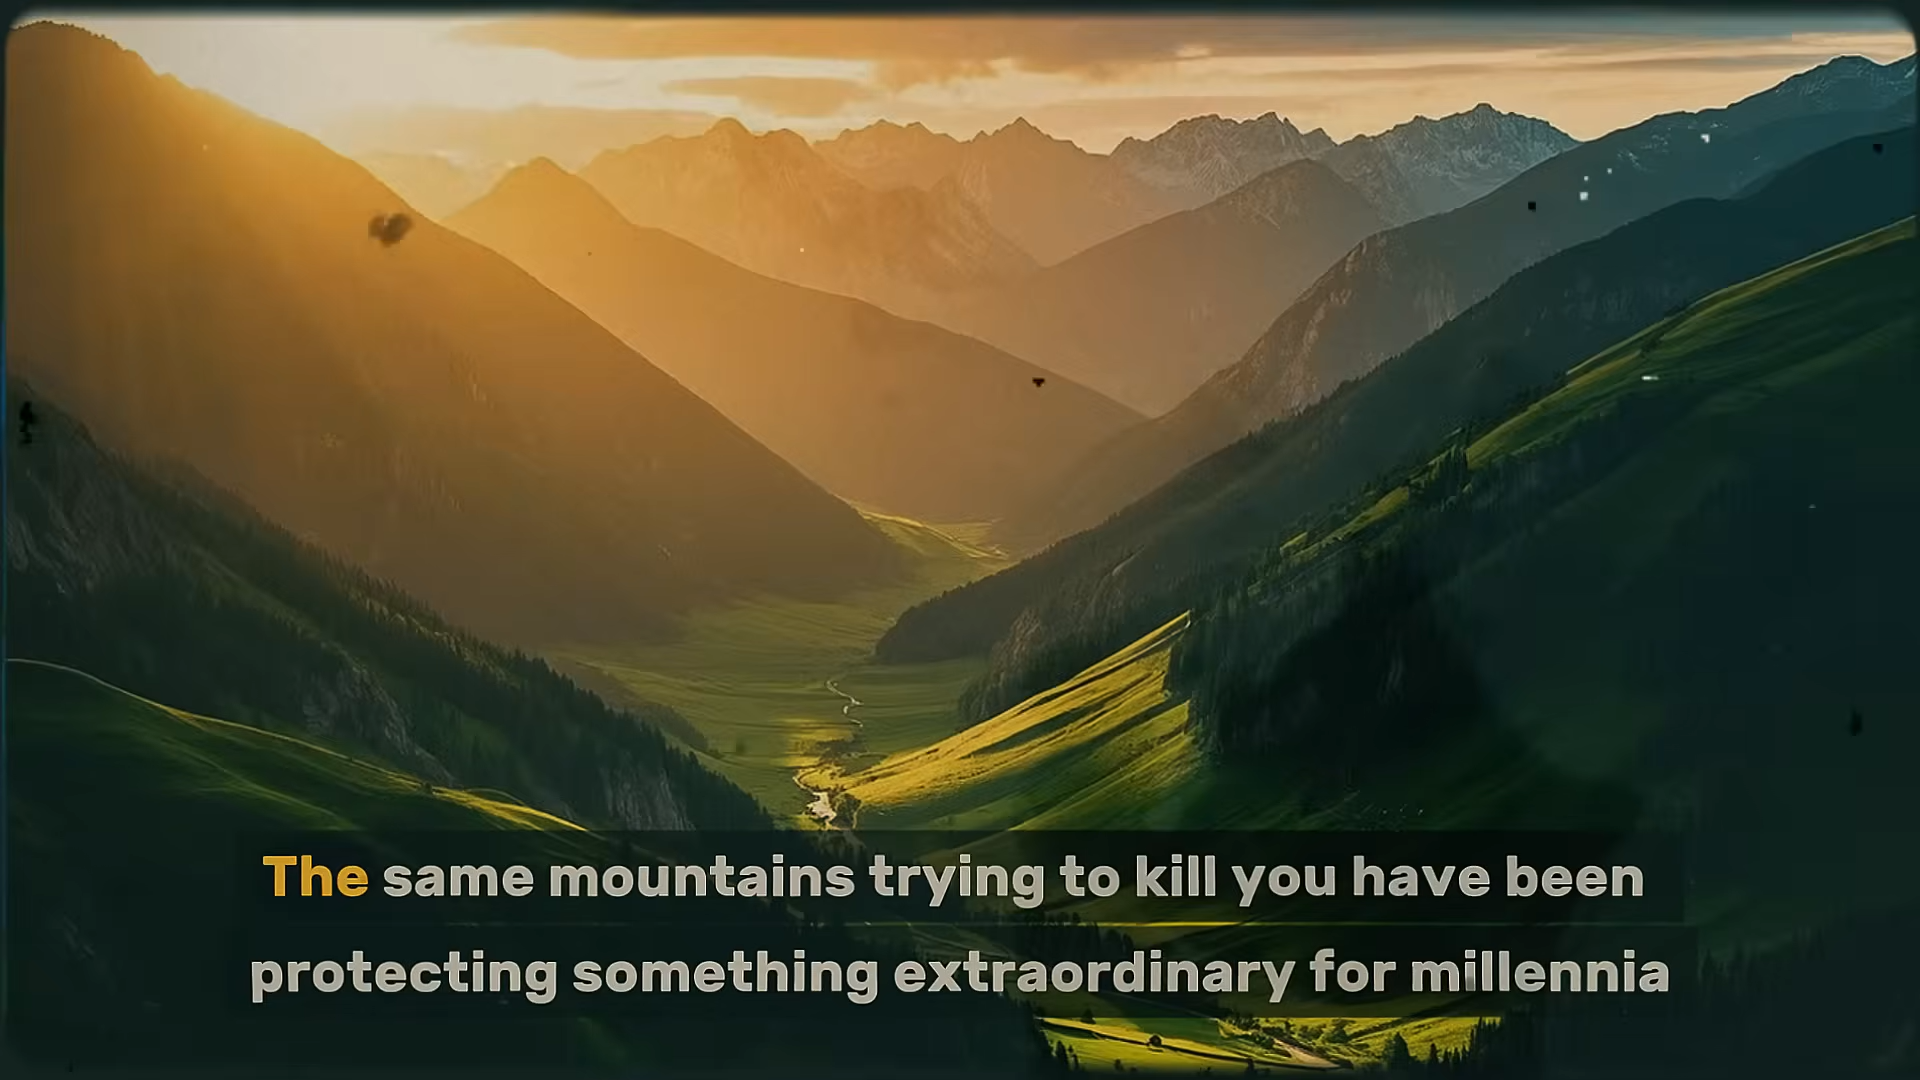 The same mountains trying to kill you have been
protecting something extraordinary for millennia